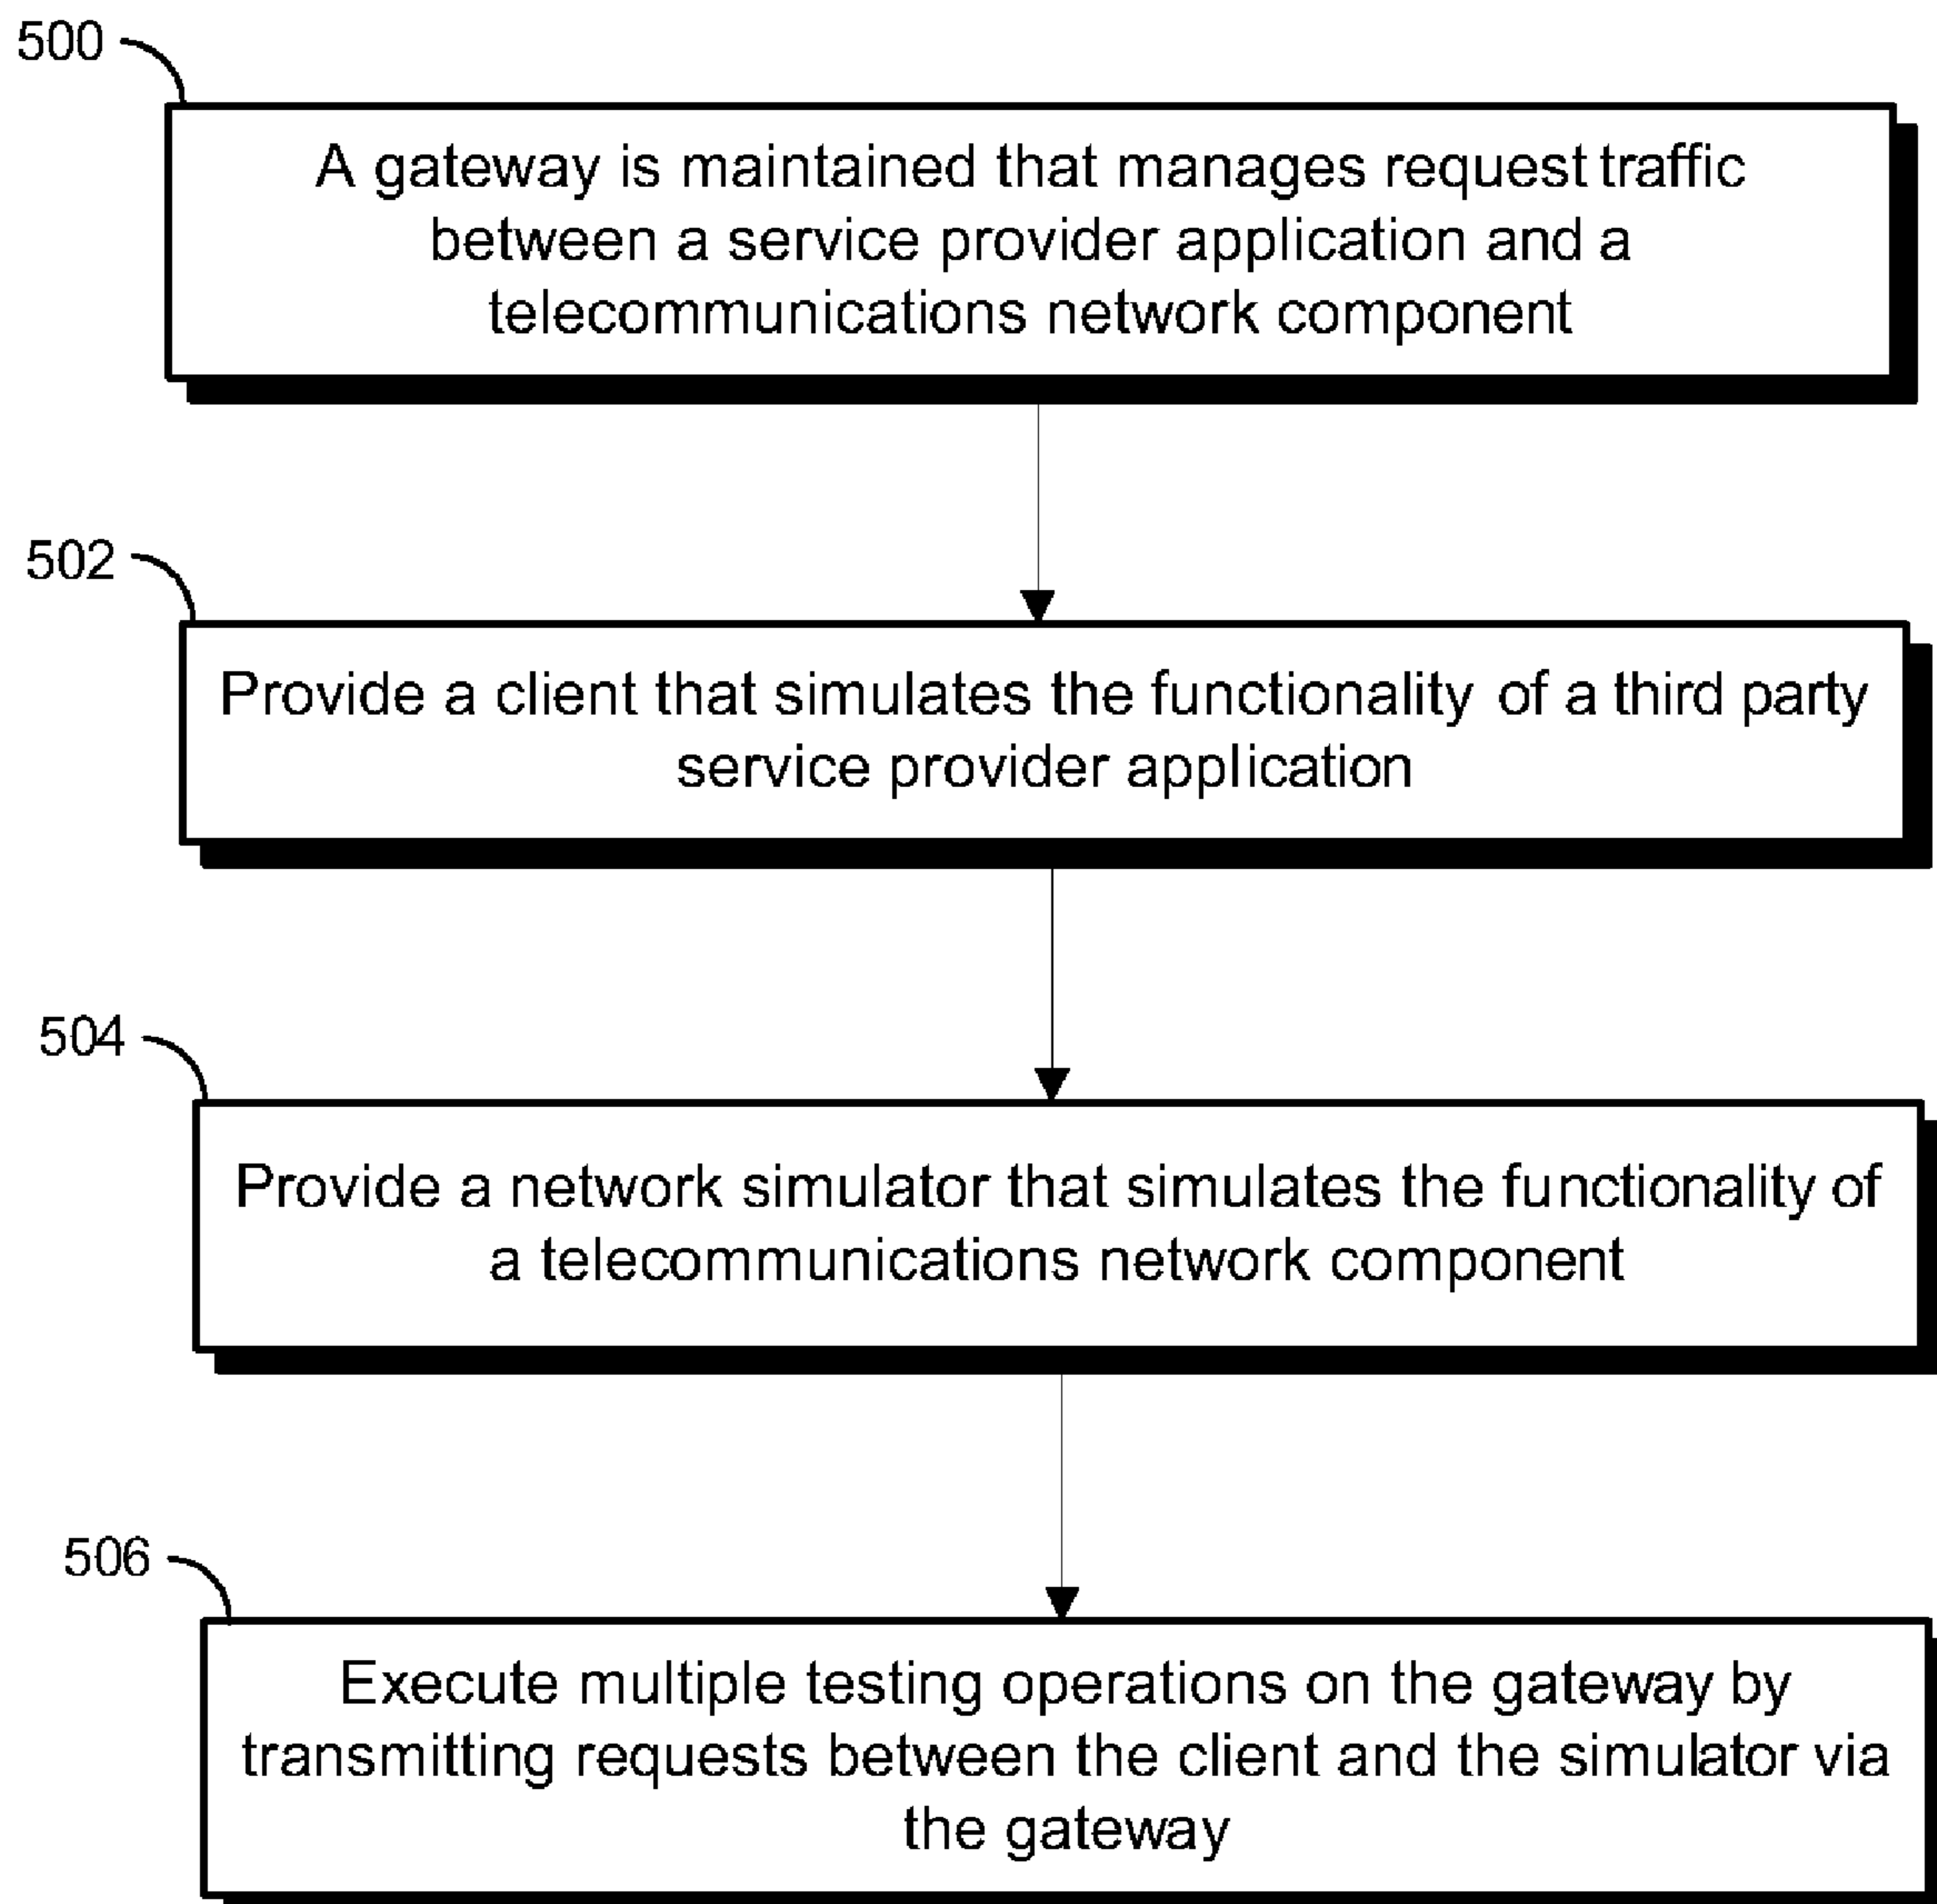 500
A gateway is maintained that manages request traffic
between a service provider application and a
telecommunications network component
502
Provide a client that simulates the functionality of a third party
service provider application
504
Provide a network simulator that simulates the functionality of
a telecommunications network component
506
Execute multiple testing operations on the gateway by
transmitting requests between the client and the simulator via
the gateway